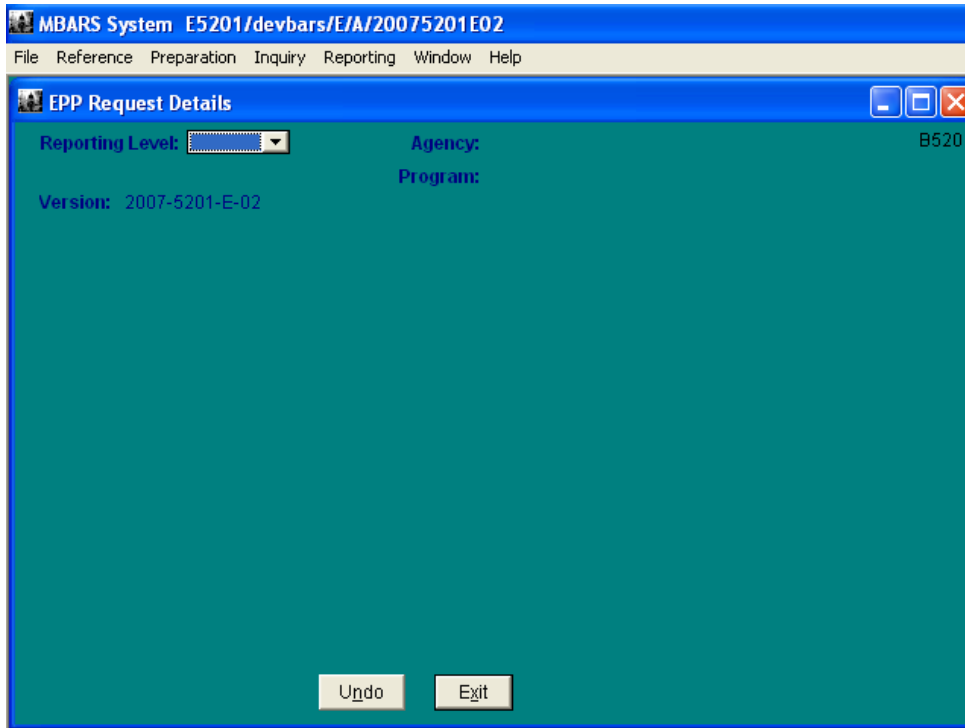 MBARS System E5201/devbars/E/A/20075201E02
File Reference Preparation Inquiry Reporting Window Help
EPP Request Details
Reporting Level: Agency: B520
Program:
Version: 2007-5201-E-02
Undo Exit